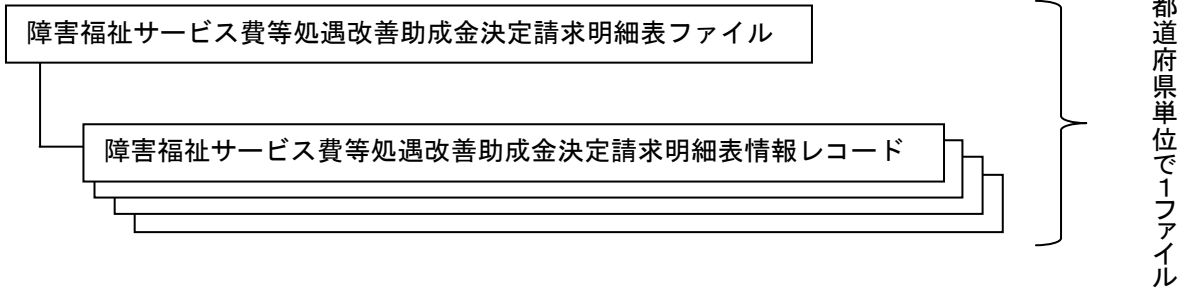 障害福祉サービス費等処遇改善助成金決定請求明細表ファイル
障害福祉サービス費等処遇改善助成金決定請求明細表情報レコード
都道府県単位で1ファイル